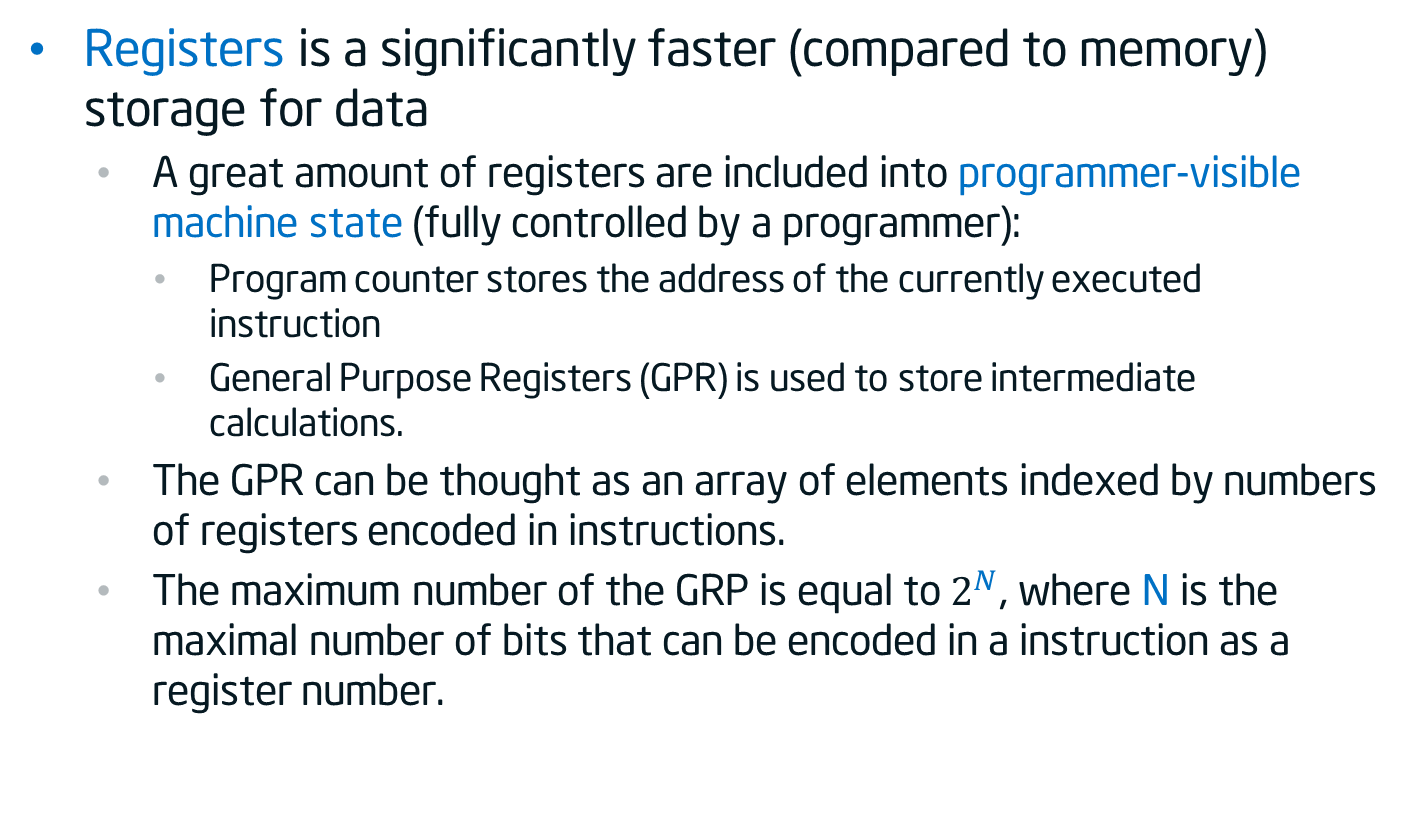 • Registers is a significantly faster (compared to memory)
storage for data
• A great amount of registers are included into programmer-visible
machine state (fully controlled by a programmer):
• Program counter stores the address of the currently executed
instruction
• General Purpose Registers (GPR) is used to store intermediate
calculations.
• The GPR can be thought as an array of elements indexed by numbers
of registers encoded in instructions.
• The maximum number of the GRP is equal to 2^N, where N is the
maximal number of bits that can be encoded in a instruction as a
register number.